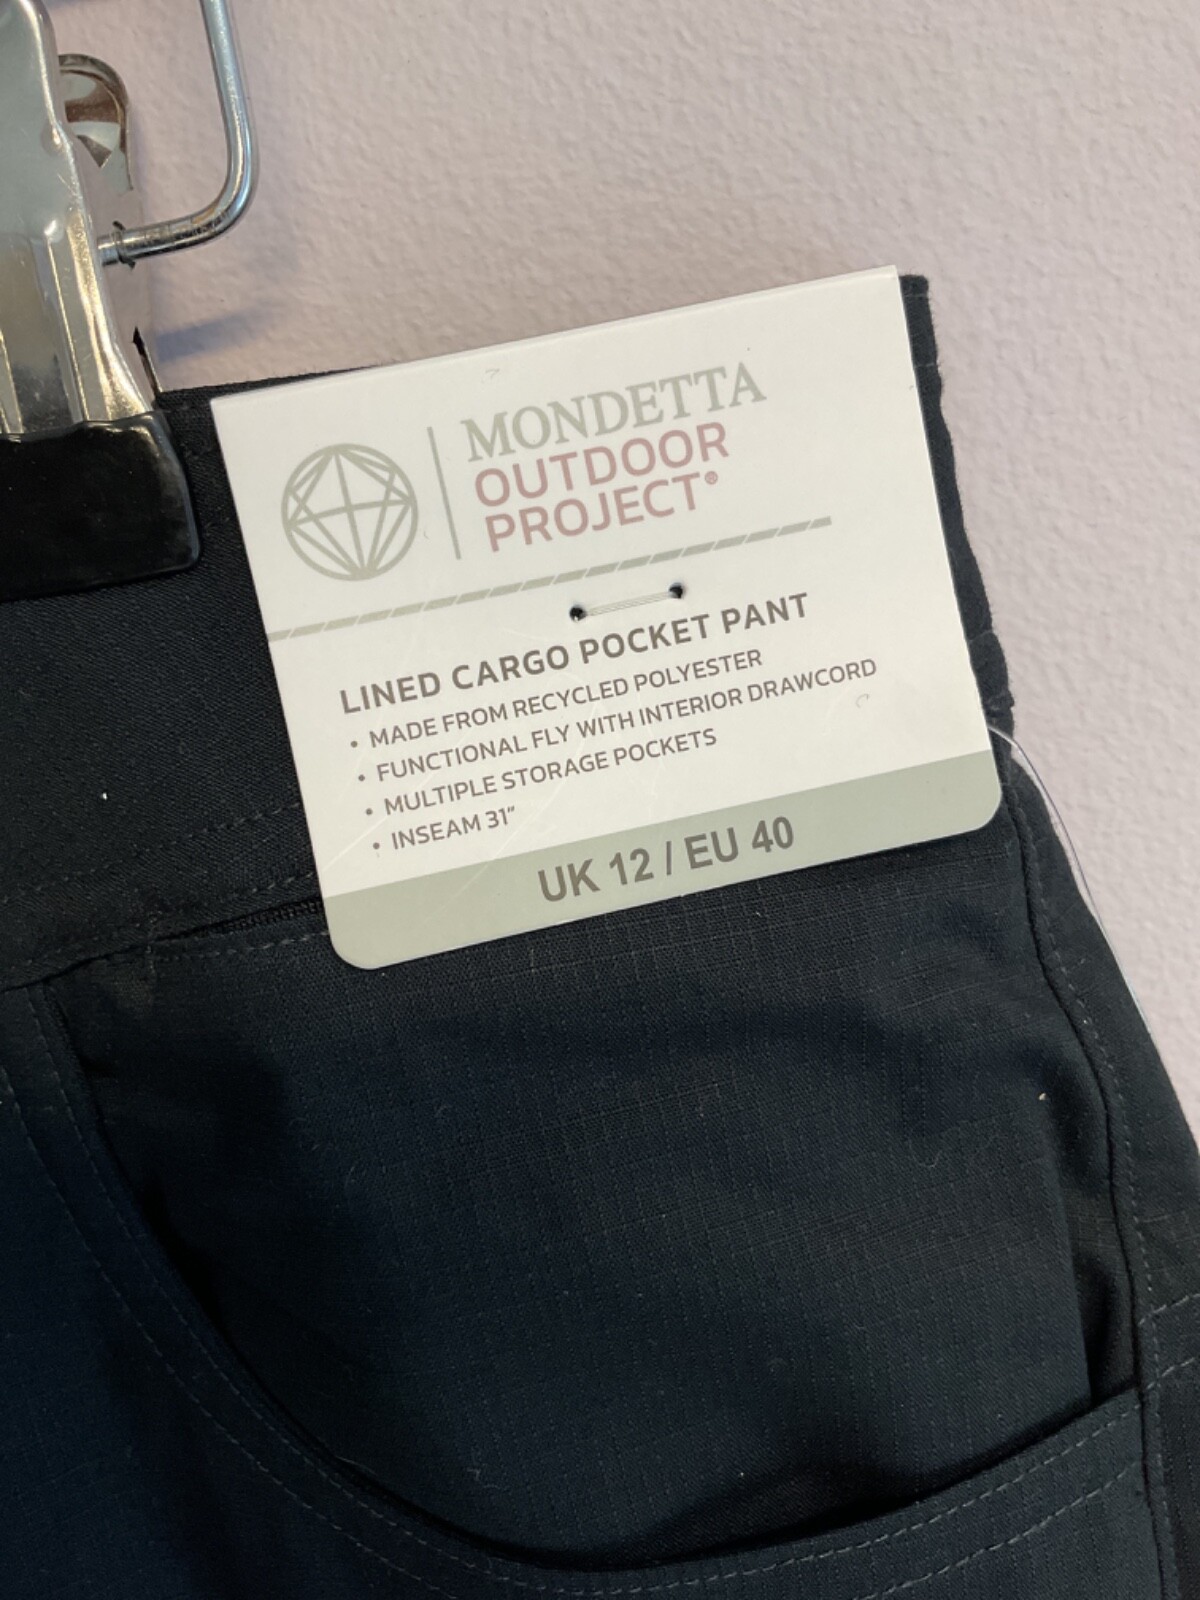 MONDETTA
OUTDOOR
PROJECT®
LINED CARGO POCKET PANT
• MADE FROM RECYCLED POLYESTER
• FUNCTIONAL FLY WITH INTERIOR DRAWCORD
• MULTIPLE STORAGE POCKETS
• INSEAM 31"
UK 12 / EU 40